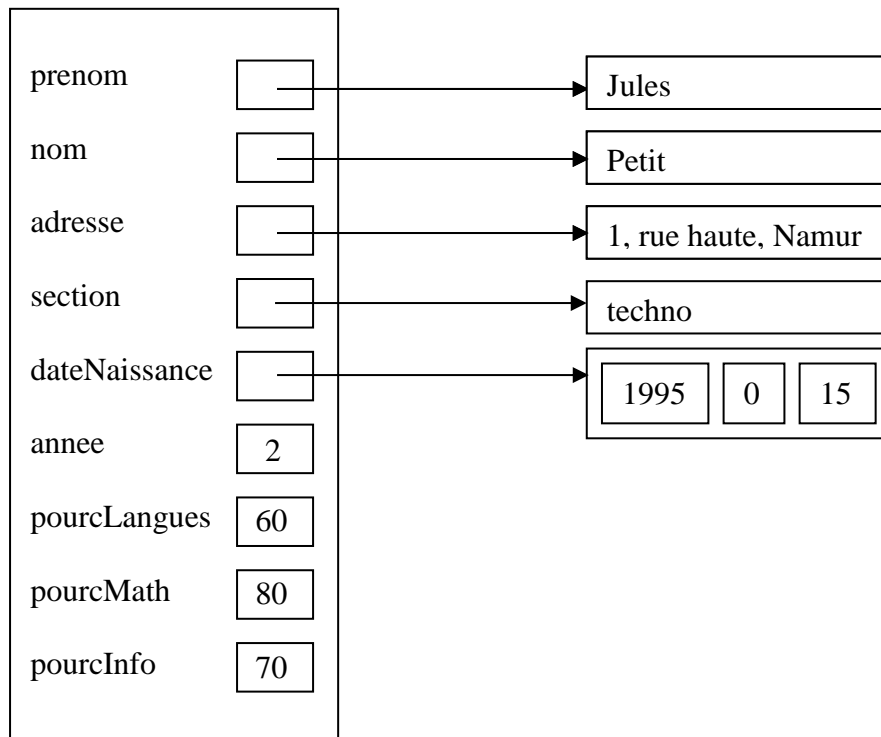 prenom
Jules
nom
Petit
adresse
1, rue haute, Namur
section
techno
dateNaissance
1995 0 15
annee 2
pourcLangues 60
pourcMath 80
pourcInfo 70